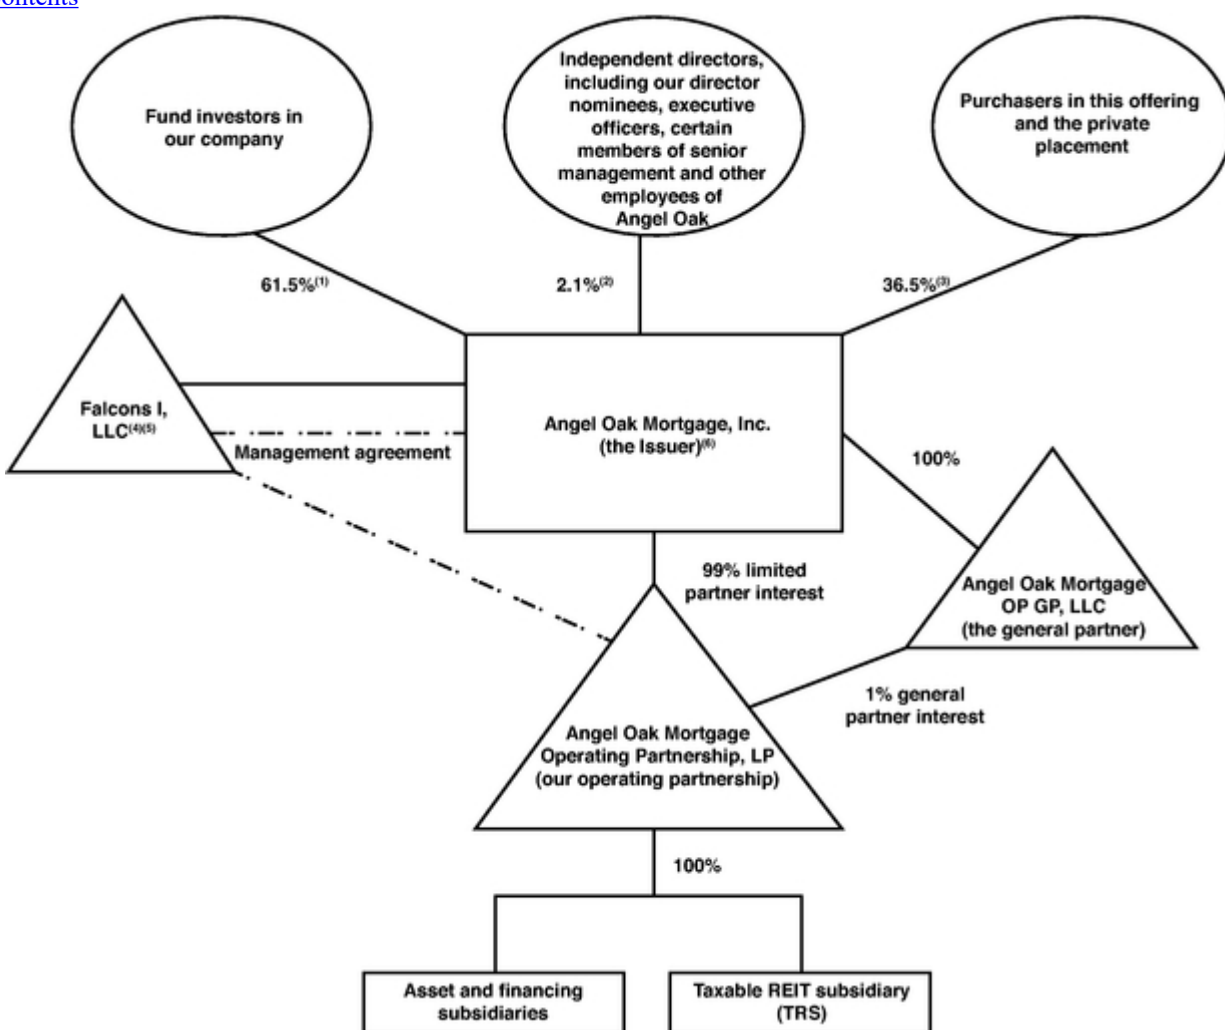 ontents
Fund investors in
our company
Independent directors,
including our director
nominees, executive
officers, certain
members of senior
management and other
employees of
Angel Oak
Purchasers in this offering
and the private
placement
61.5%(1)
2.1%(2)
36.5%(3)
Falcons I,
LLC(4)(5)
Management agreement
Angel Oak Mortgage, Inc.
(the Issuer)(6)
100%
99% limited
partner interest
Angel Oak Mortgage
OP GP, LLC
(the general partner)
1% general
partner interest
Angel Oak Mortgage
Operating Partnership, LP
(our operating partnership)
100%
Asset and financing
subsidiaries
Taxable REIT subsidiary
(TRS)